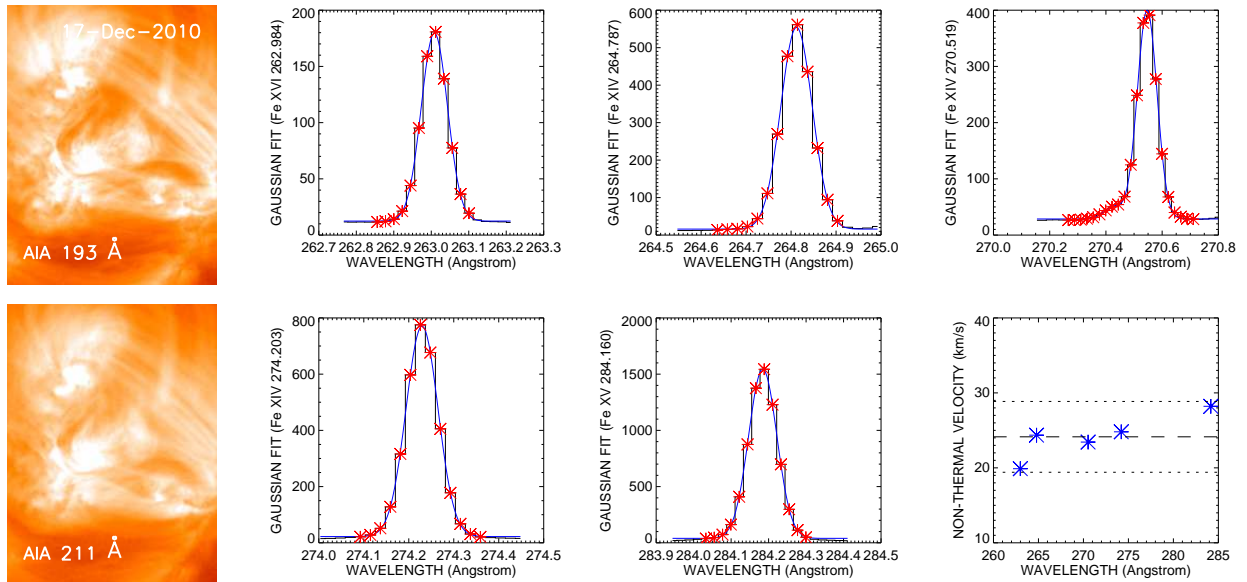 17-Dec-2010
AIA 193 Å
GAUSSIAN FIT (Fe XVI 262.984)
200
150
100
50
0
262.7 262.8 262.9 263.0 263.1 263.2 263.3
WAVELENGTH (Angstrom)
GAUSSIAN FIT (Fe XIV 264.787)
600
500
400
300
200
100
0
264.5 264.6 264.7 264.8 264.9 265.0
WAVELENGTH (Angstrom)
GAUSSIAN FIT (Fe XIV 270.519)
400
300
200
100
0
270.0 270.2 270.4 270.6 270.8
WAVELENGTH (Angstrom)
AIA 211 Å
GAUSSIAN FIT (Fe XIV 274.203)
800
600
400
200
0
274.0 274.1 274.2 274.3 274.4 274.5
WAVELENGTH (Angstrom)
GAUSSIAN FIT (Fe XV 284.160)
2000
1500
1000
500
0
283.9 284.0 284.1 284.2 284.3 284.4 284.5
WAVELENGTH (Angstrom)
NON-THERMAL VELOCITY (km/s)
40
30
20
10
260 265 270 275 280 285
WAVELENGTH (Angstrom)